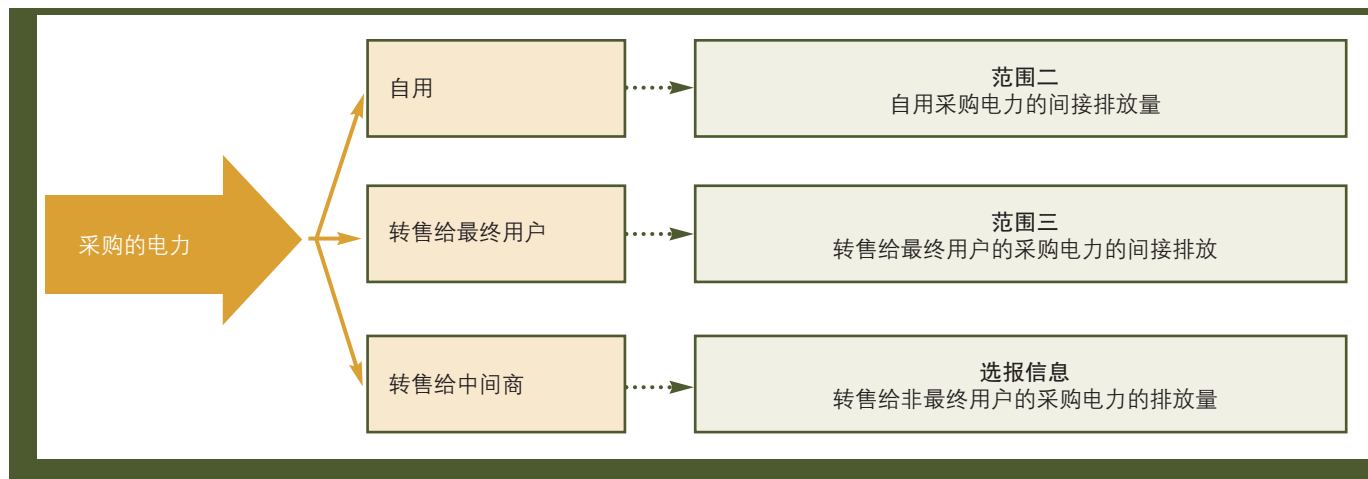 采购的电力
自用
范围二
自用采购电力的间接排放量
转售给最终用户
范围三
转售给最终用户的采购电力的间接排放
转售给中间商
选报信息
转售给非最终用户的采购电力的排放量